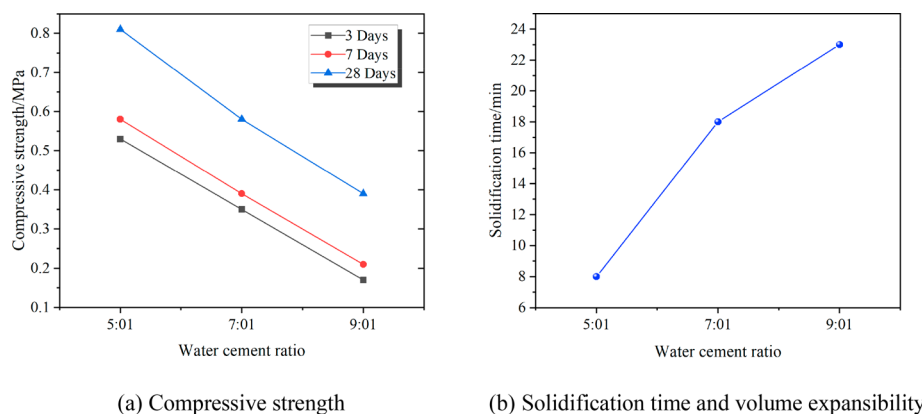 Compressive strength/MPa
0.8
0.7
0.6
0.5
0.4
0.3
0.2
0.1
3 Days
7 Days
28 Days
5:01
7:01
9:01
Water cement ratio
(a) Compressive strength
Solidification time/min
24
22
20
18
16
14
12
10
8
6
5:01
7:01
9:01
Water cement ratio
(b) Solidification time and volume expansibility